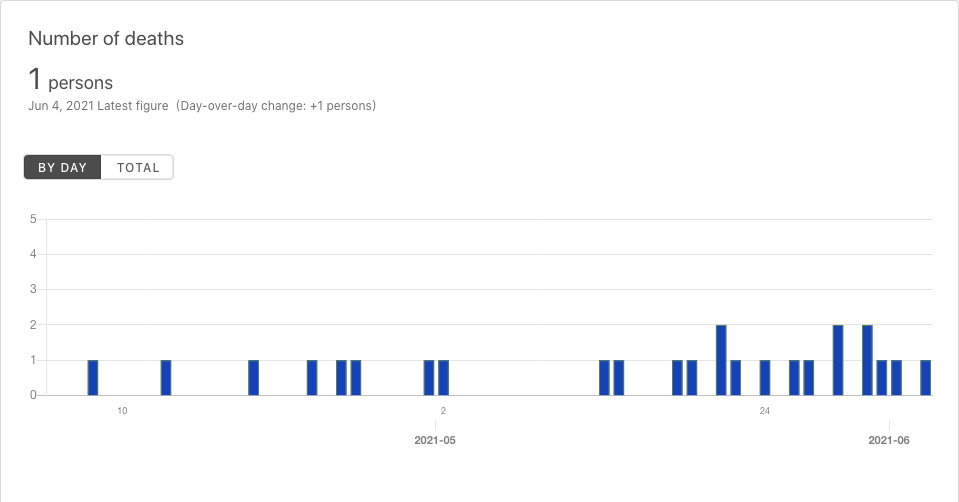 Number of deaths
1 persons
Jun 4, 2021 Latest figure (Day-over-day change: +1 persons)
BY DAY TOTAL
5
4
3
2
1
0
10 2 24
2021-05 2021-06